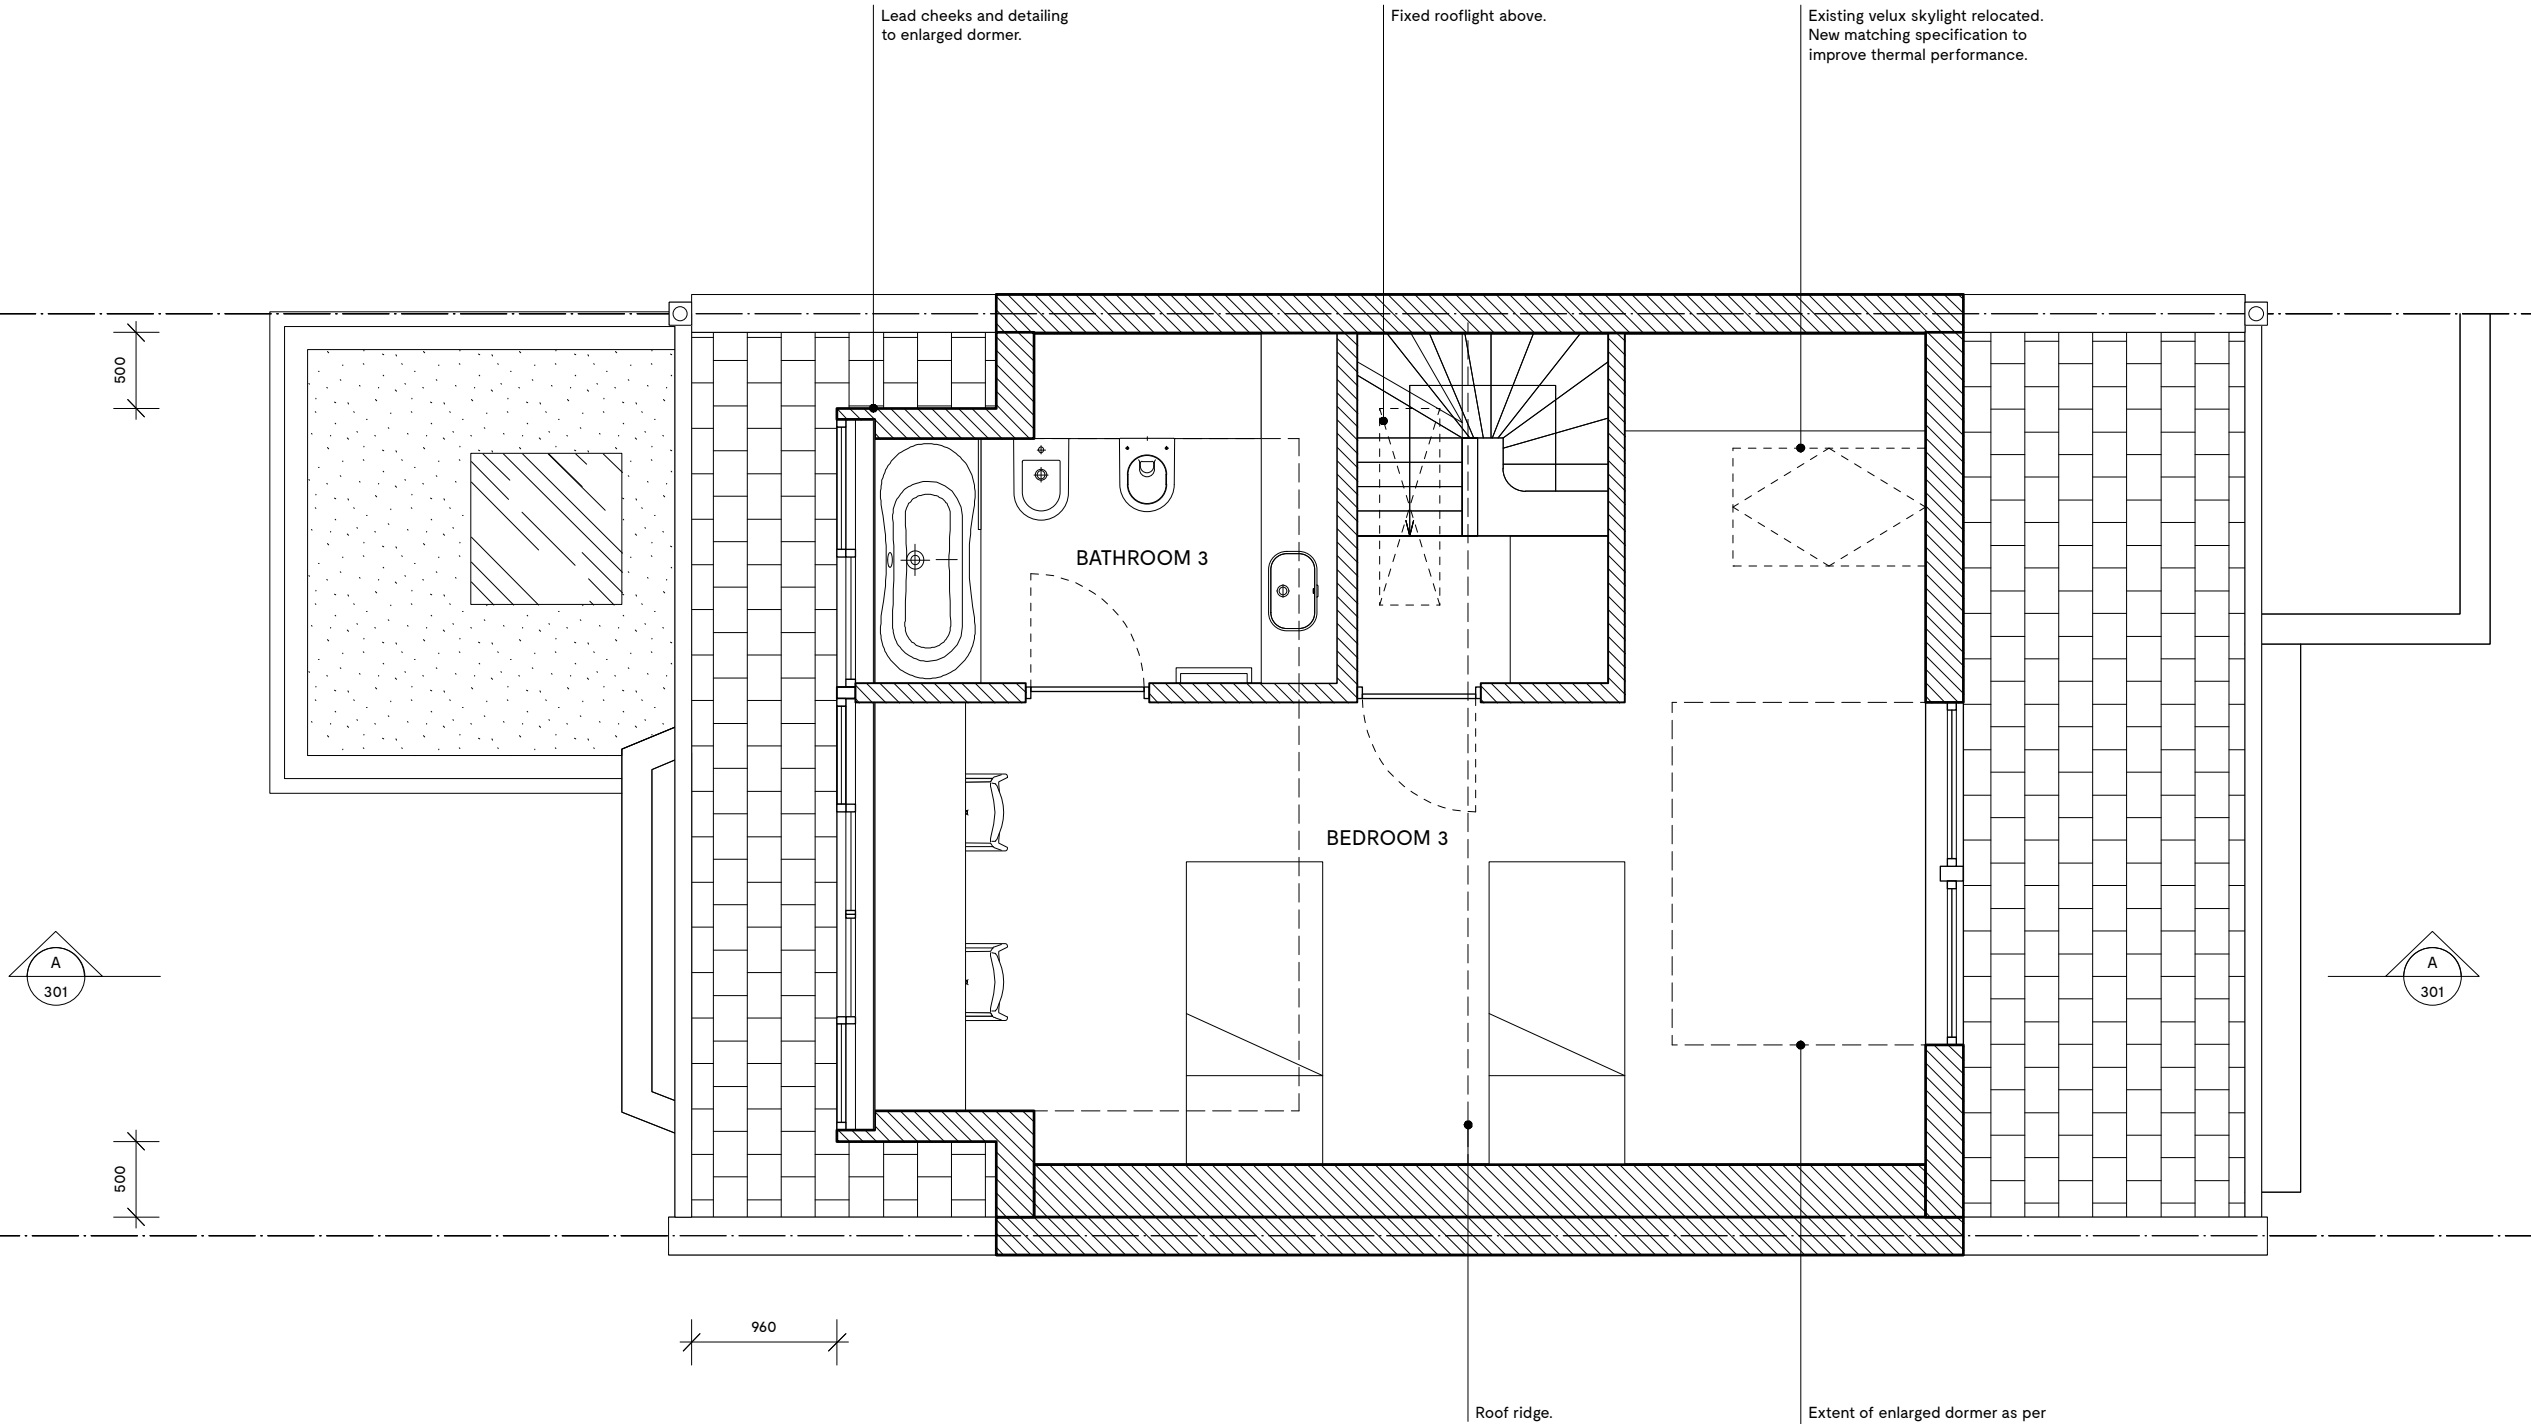 Lead cheeks and detailing
to enlarged dormer.
Fixed rooflight above.
Existing velux skylight relocated.
New matching specification to
improve thermal performance.
500
BATHROOM 3
BEDROOM 3
A
301
A
301
500
960
Roof ridge.
Extent of enlarged dormer as per